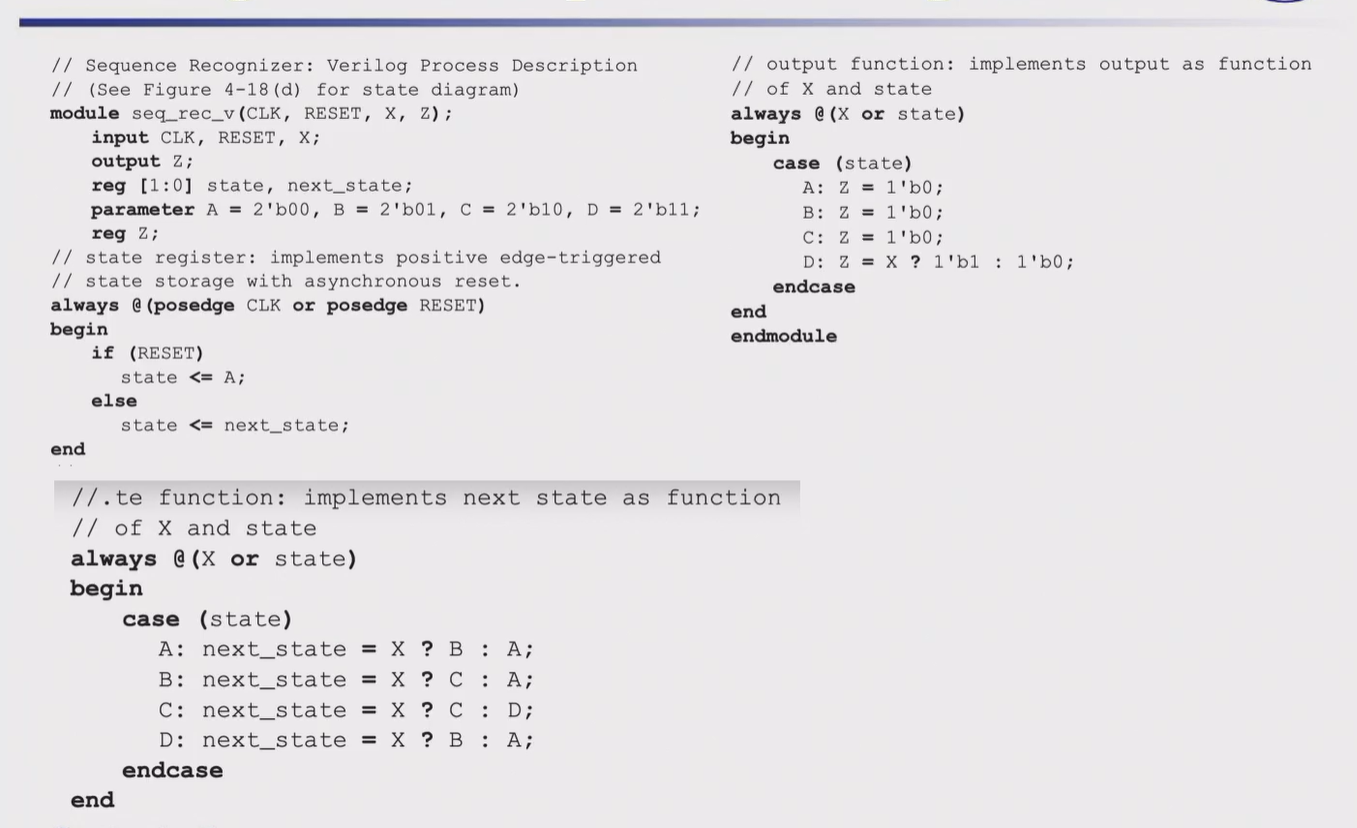 // Sequence Recognizer: Verilog Process Description
// (See Figure 4-18(d) for state diagram)
module seq_rec_v(CLK, RESET, X, Z);
input CLK, RESET, X;
output Z;
reg [1:0] state, next_state;
parameter A = 2'b00, B = 2'b01, C = 2'b10, D = 2'b11;
reg Z;
// state register: implements positive edge-triggered
// state storage with asynchronous reset.
always @(posedge CLK or posedge RESET)
begin
if (RESET)
state <= A;
else
state <= next_state;
end
//.te function: implements next state as function
// of X and state
always @(X or state)
begin
case (state)
A: next_state = X ? B : A;
B: next_state = X ? C : A;
C: next_state = X ? C : D;
D: next_state = X ? B : A;
endcase
end
// output function: implements output as function
// of X and state
always @(X or state)
begin
case (state)
A: Z = 1'b0;
B: Z = 1'b0;
C: Z = 1'b0;
D: Z = X ? 1'b1 : 1'b0;
endcase
end
endmodule